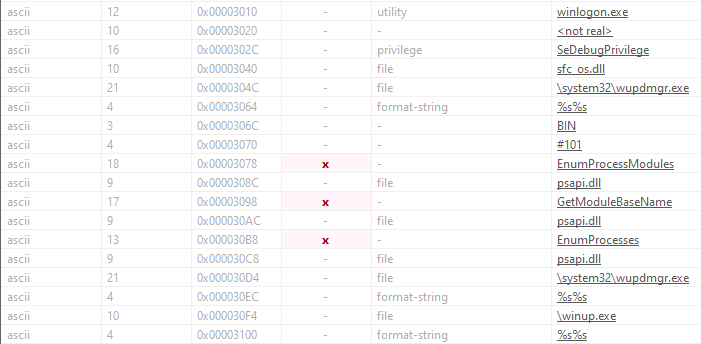 ascii 12 0x00003010 - utility winlogon.exe
ascii 10 0x00003020 - - <not real>
ascii 16 0x0000302C - privilege SeDebugPrivilege
ascii 10 0x00003040 - file sfc_os.dll
ascii 21 0x0000304C - file \system32\wupdmgr.exe
ascii 4 0x00003064 - format-string %s%s
ascii 3 0x0000306C - - BIN
ascii 4 0x00003070 - - #101
ascii 18 0x00003078 x - EnumProcessModules
ascii 9 0x0000308C - file psapi.dll
ascii 17 0x00003098 x - GetModuleBaseName
ascii 9 0x000030AC - file psapi.dll
ascii 13 0x000030B8 x - EnumProcesses
ascii 9 0x000030C8 - file psapi.dll
ascii 21 0x000030D4 - file \system32\wupdmgr.exe
ascii 4 0x000030EC - format-string %s%s
ascii 10 0x000030F4 - file \winup.exe
ascii 4 0x00003100 - format-string %s%s